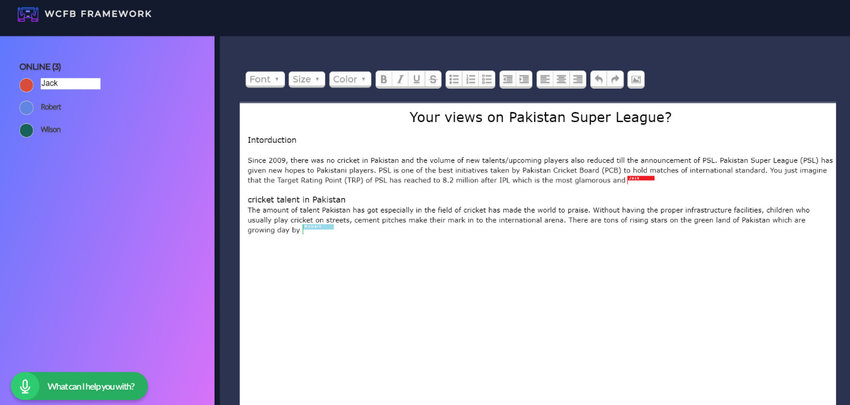 WCFB FRAMEWORK
ONLINE (3)
Jack
Robert
Wilson
Font
Size
Color
B I U S
Your views on Pakistan Super League?
Intorduction
Since 2009, there was no cricket in Pakistan and the volume of new talents/upcoming players also reduced till the announcement of PSL. Pakistan Super League (PSL) has
given new hopes to Pakistani players. PSL is one of the best initiatives taken by Pakistan Cricket Board (PCB) to hold matches of international standard. You just imagine
that the Target Rating Point (TRP) of PSL has reached to 8.2 million after IPL which is the most glamorous and Jack
cricket talent in Pakistan
The amount of talent Pakistan has got especially in the field of cricket has made the world to praise. Without having the proper infrastructure facilities, children who
usually play cricket on streets, cement pitches make their mark in to the international arena. There are tons of rising stars on the green land of Pakistan which are
growing day by Robert
What can I help you with?